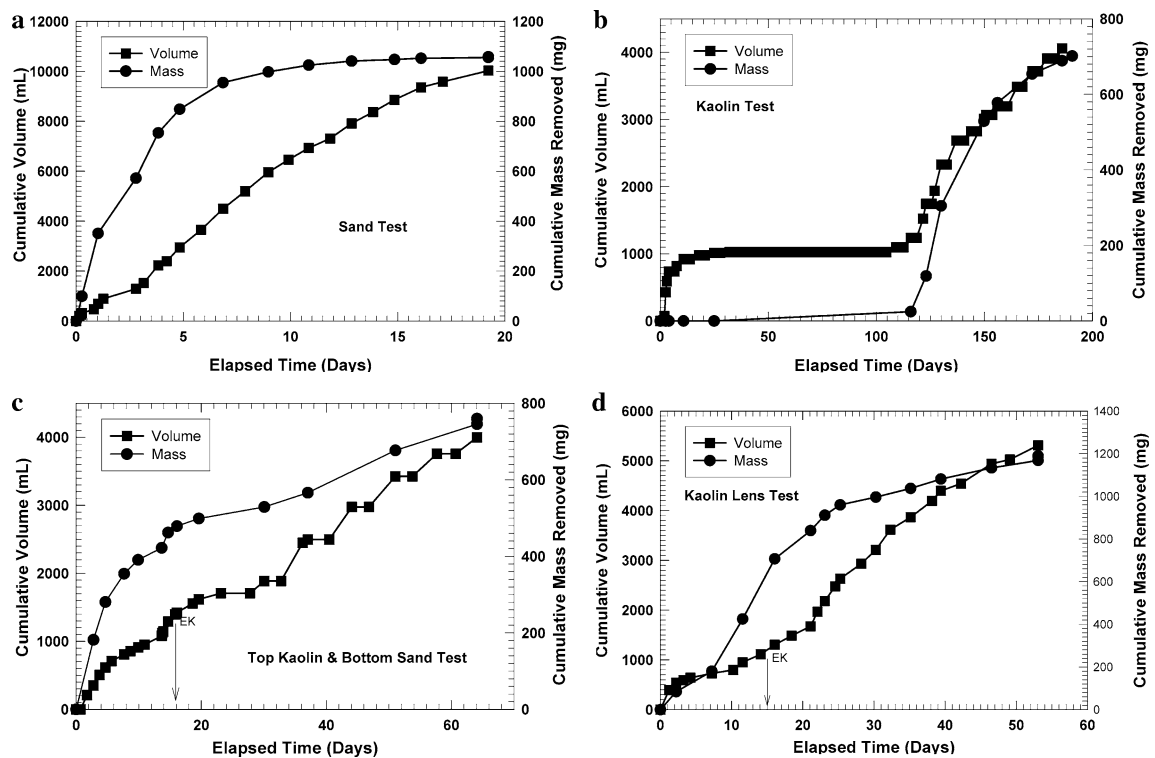 a
12000
10000
8000
6000
4000
2000
0
Cumulative Volume (mL)
Volume
Mass
Sand Test
1200
1000
800
600
400
200
0
Cumulative Mass Removed (mg)
0 5 10 15 20
Elapsed Time (Days)
b
4000
3000
2000
1000
0
Cumulative Volume (mL)
Volume
Mass
Kaolin Test
800
600
400
200
0
Cumulative Mass Removed (mg)
0 50 100 150 200
Elapsed Time (Days)
c
4000
3000
2000
1000
0
Cumulative Volume (mL)
Volume
Mass
EK
Top Kaolin & Bottom Sand Test
800
600
400
200
0
Cumulative Mass Removed (mg)
0 20 40 60
Elapsed Time (Days)
d
6000
5000
4000
3000
2000
1000
0
Cumulative Volume (mL)
Volume
Mass
Kaolin Lens Test
EK
1400
1200
1000
800
600
400
200
0
Cumulative Mass Removed (mg)
0 10 20 30 40 50 60
Elapsed Time (Days)